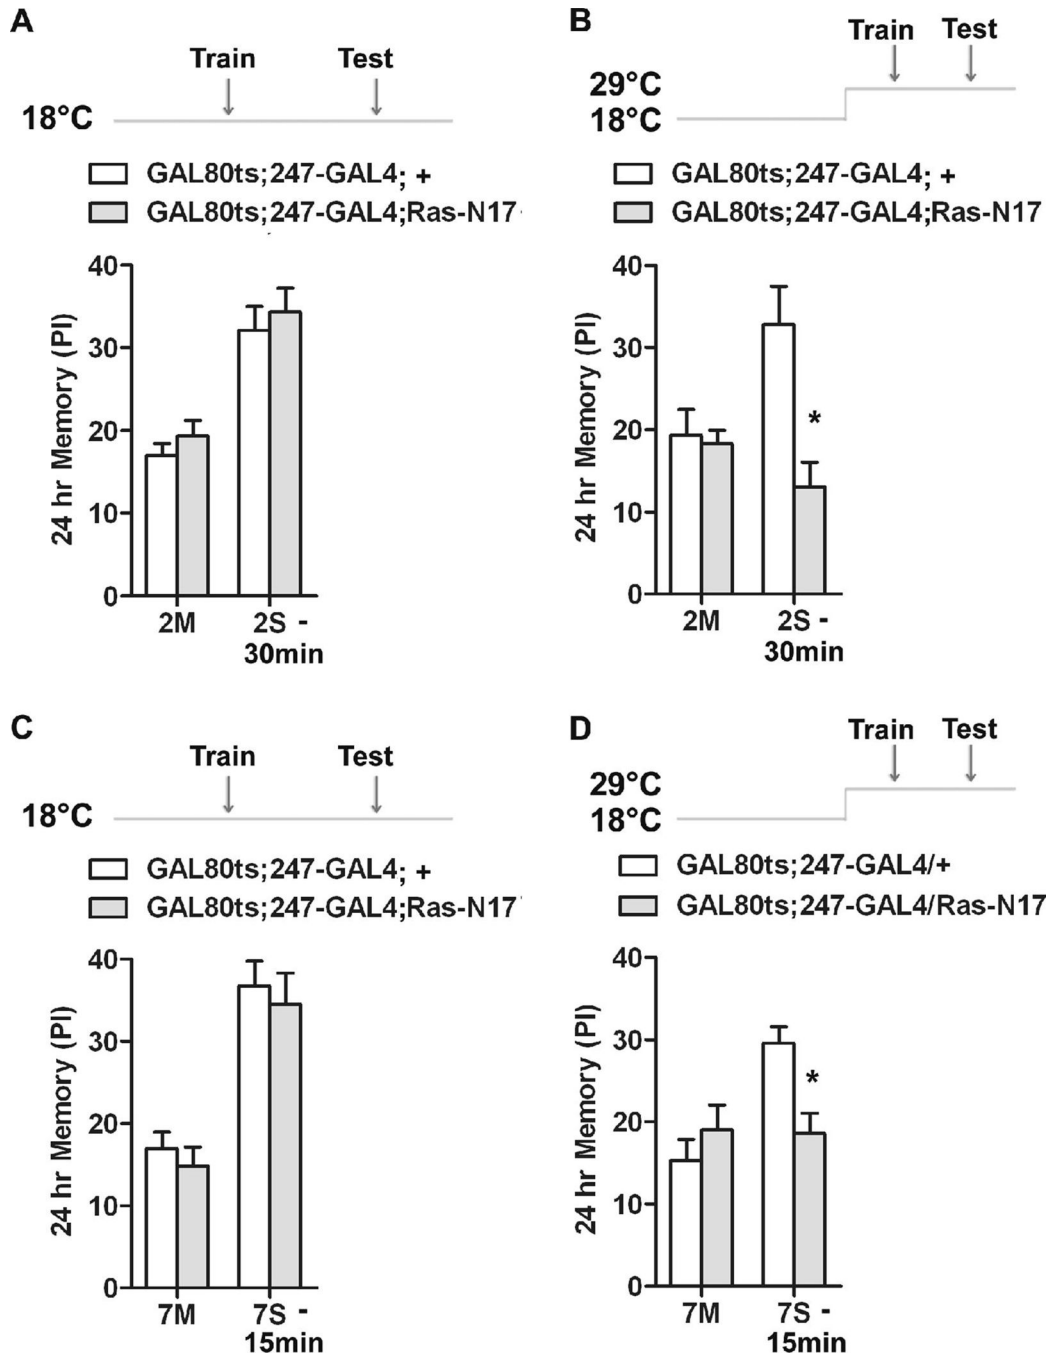 A
Train Test
18°C
GAL80ts;247-GAL4; +
GAL80ts;247-GAL4;Ras-N17
24 hr Memory (PI)
40
30
20
10
0
2M 2S -
30min
B
Train Test
29°C
18°C
GAL80ts;247-GAL4; +
GAL80ts;247-GAL4;Ras-N17
24 hr Memory (PI)
40
30
20
10
0
*
2M 2S -
30min
C
Train Test
18°C
GAL80ts;247-GAL4; +
GAL80ts;247-GAL4;Ras-N17
24 hr Memory (PI)
40
30
20
10
0
7M 7S -
15min
D
Train Test
29°C
18°C
GAL80ts;247-GAL4/+
GAL80ts;247-GAL4/Ras-N17
24 hr Memory (PI)
40
30
20
10
0
*
7M 7S -
15min